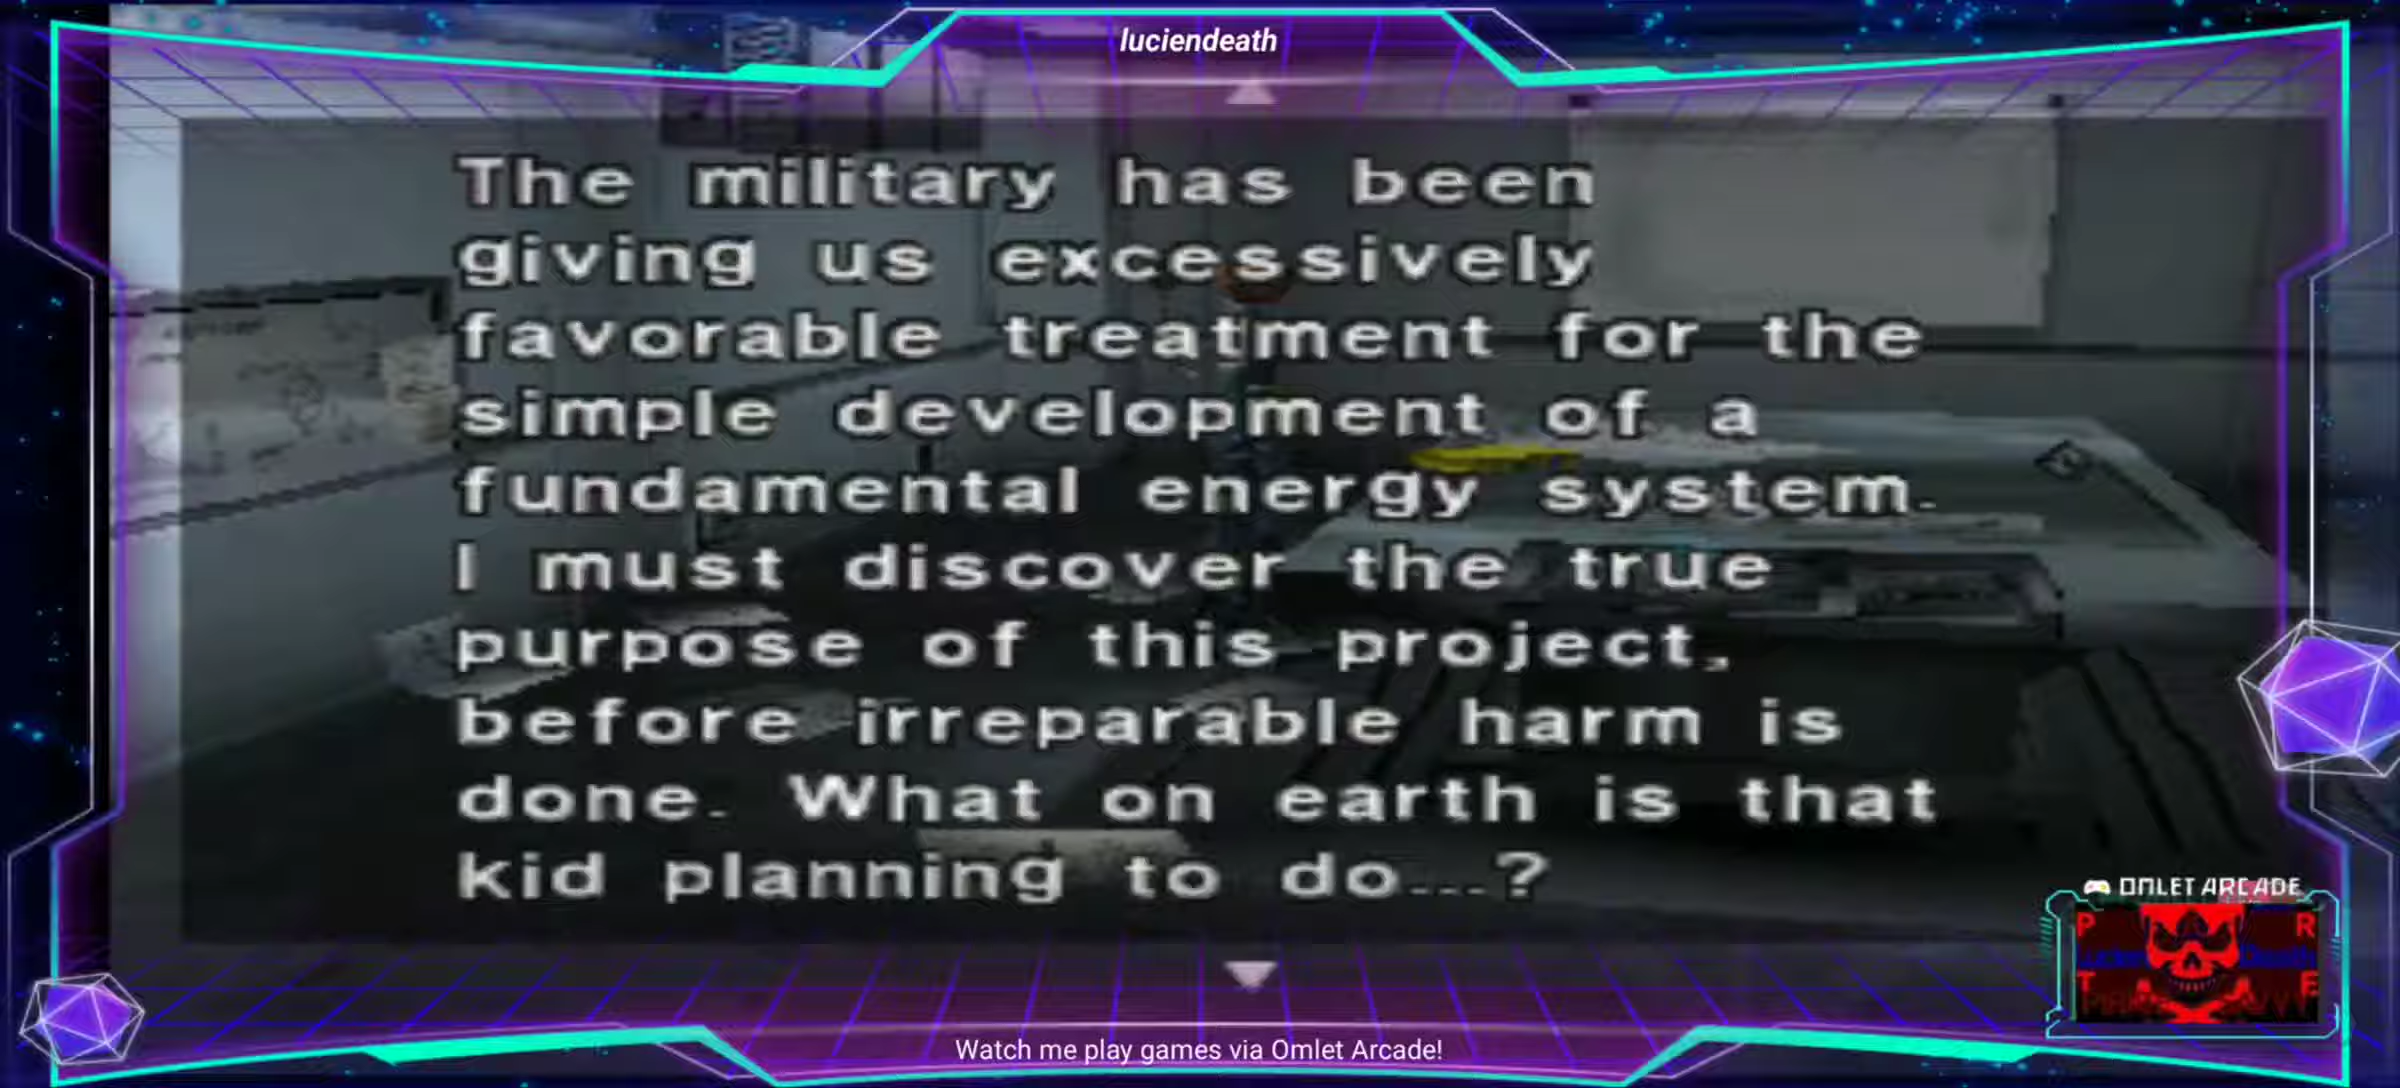 luciendeath
The military has been
giving us excessively
favorable treatment for the
simple development of a
fundamental energy system.
I must discover the true
purpose of this project,
before irreparable harm is
done. What on earth is that
kid planning to do...?
OMLET ARCADE
P R
Lucien Death
T E
Watch me play games via Omlet Arcade!